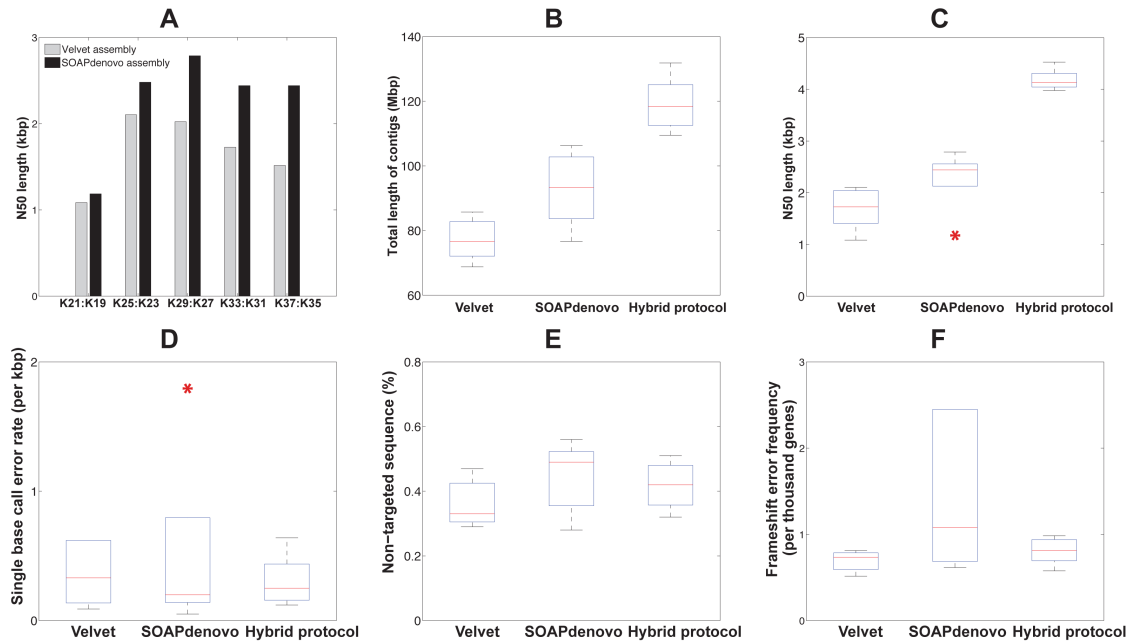 A
N50 length (kbp)
3
2
1
0
Velvet assembly
SOAPdenovo assembly
K21:K19 K25:K23 K29:K27 K33:K31 K37:K35
B
Total length of contigs (Mbp)
140
120
100
80
60
Velvet SOAPdenovo Hybrid protocol
C
N50 length (kbp)
5
4
3
2
1
0
*
Velvet SOAPdenovo Hybrid protocol
D
Single base call error rate (per kbp)
2
1
0
*
Velvet SOAPdenovo Hybrid protocol
E
Non-targeted sequence (%)
0.8
0.6
0.4
0.2
0
Velvet SOAPdenovo Hybrid protocol
F
Frameshift error frequency
(per thousand genes)
3
2
1
0
Velvet SOAPdenovo Hybrid protocol